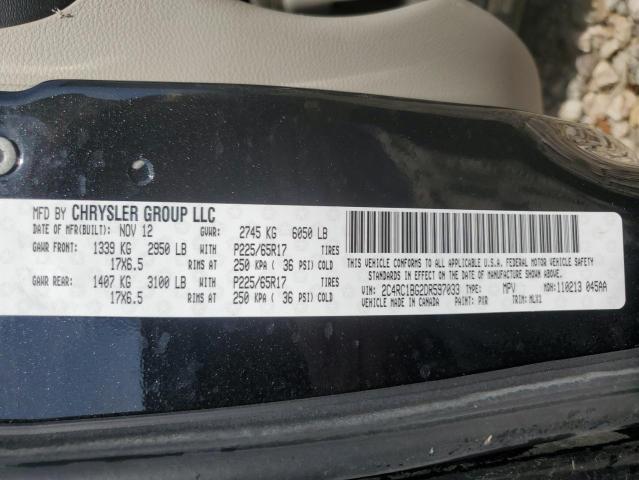 MFD BY CHRYSLER GROUP LLC
DATE OF MFR(BUILT): NOV 12 GVWR: 2745 KG 6050 LB
GAWR FRONT: 1339 KG 2950 LB WITH P225/65R17 TIRES
17X6.5 RIMS AT 250 KPA ( 36 PSI) COLD
GAWR REAR: 1407 KG 3100 LB WITH P225/65R17 TIRES
17X6.5 RIMS AT 250 KPA ( 36 PSI) COLD
THIS VEHICLE CONFORMS TO ALL APPLICABLE U.S.A. FEDERAL MOTOR VEHICLE SAFETY
STANDARDS IN EFFECT ON THE DATE OF MANUFACTURE SHOWN ABOVE.
VIN: 2C4RC1BG2DR597033 TYPE: MPV MDH: 110213 045AA
VEHICLE MADE IN CANADA PAINT: PXR TRIM: MLX1